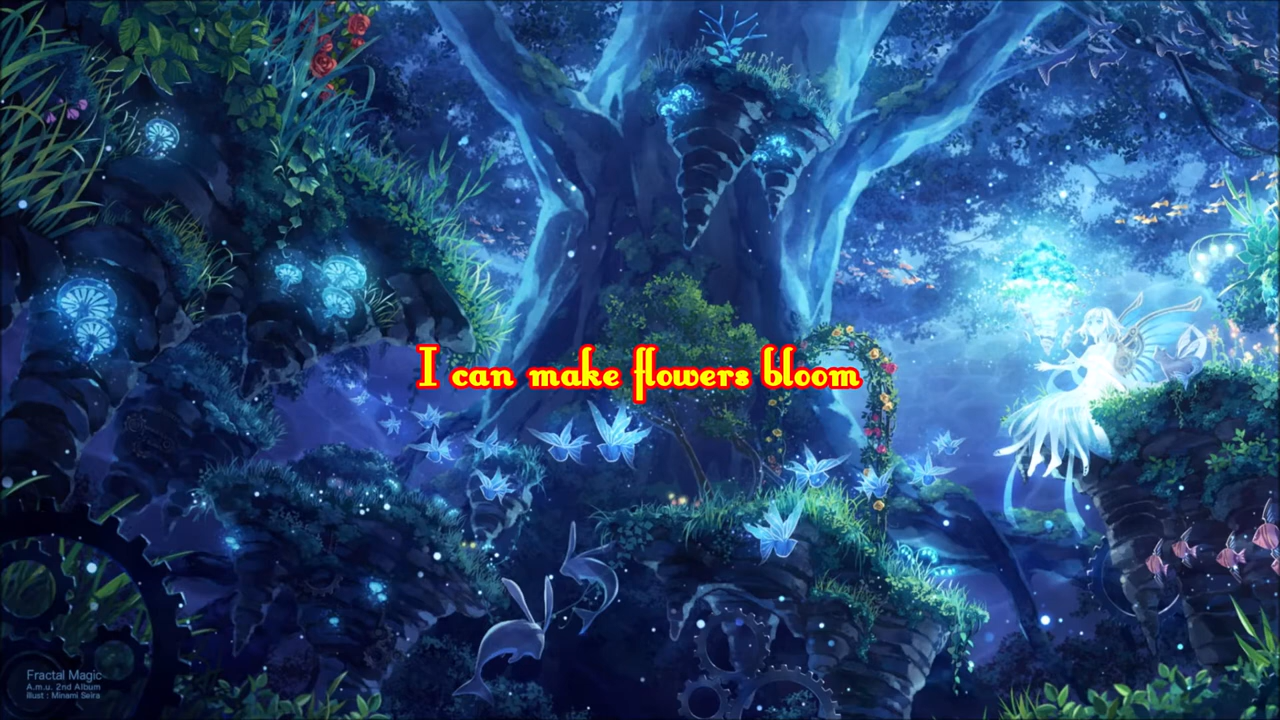 I can make flowers bloom
Fractal Magic
A.m.u. 2nd Album
illust : Minami Seira